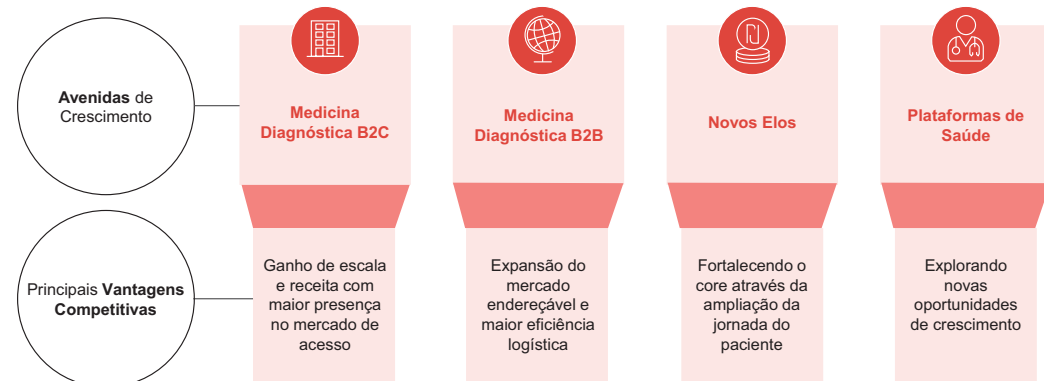 Avenidas de
Crescimento
Medicina
Diagnóstica B2C
Medicina
Diagnóstica B2B
Novos Elos
Plataformas de
Saúde
Principais Vantagens
Competitivas
Ganho de escala
e receita com
maior presença
no mercado de
acesso
Expansão do
mercado
endereçável e
maior eficiência
logística
Fortalecendo o
core através da
ampliação da
jornada do
paciente
Explorando
novas
oportunidades
de crescimento